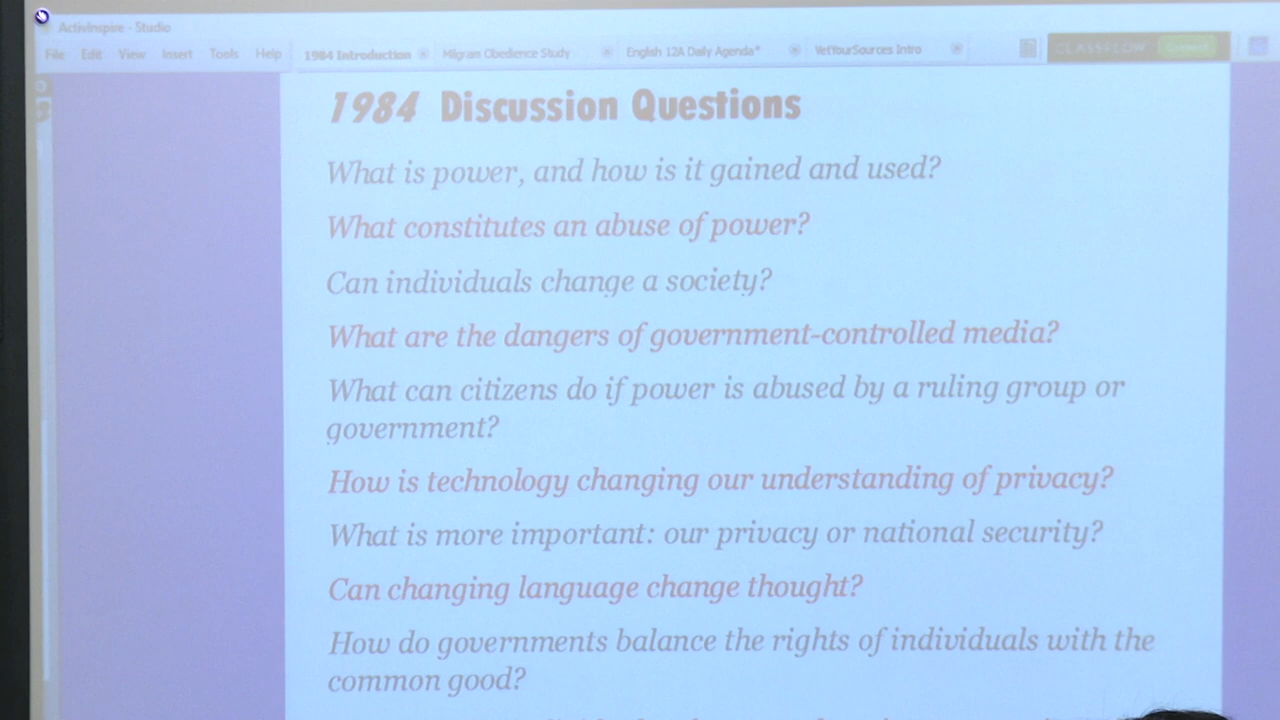 ActivInspire - Studio
File Edit View Insert Tools Help 1984 Introduction Milgram Obedience Study English 12A Daily Agenda* VetYourSources Intro CLASSFLOW
1984 Discussion Questions
What is power, and how is it gained and used?
What constitutes an abuse of power?
Can individuals change a society?
What are the dangers of government-controlled media?
What can citizens do if power is abused by a ruling group or
government?
How is technology changing our understanding of privacy?
What is more important: our privacy or national security?
Can changing language change thought?
How do governments balance the rights of individuals with the
common good?